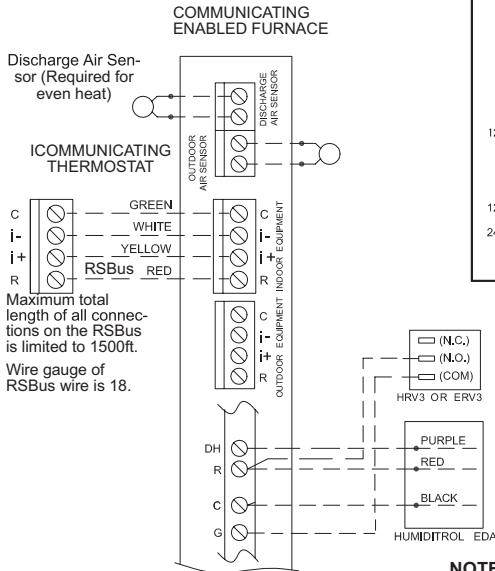 COMMUNICATING
ENABLED FURNACE
Discharge Air Sen-
sor (Required for
even heat)
DISCHARGE
AIR SENSOR
OUTDOOR
AIR SENSOR
ICOMMUNICATING
THERMOSTAT
C
i-
i+
R
GREEN
WHITE
YELLOW
RSBus RED
C
i-
i+
R
INDOOR EQUIPMENT
Maximum total
length of all connec-
tions on the RSBus
is limited to 1500ft.
Wire gauge of
RSBus wire is 18.
C
i-
i+
R
OUTDOOR EQUIPMENT
(N.C.)
(N.O.)
(COM)
HRV3 OR ERV3
DH
R
C
G
PURPLE
RED
BLACK
HUMIDITROL EDA
NOTE